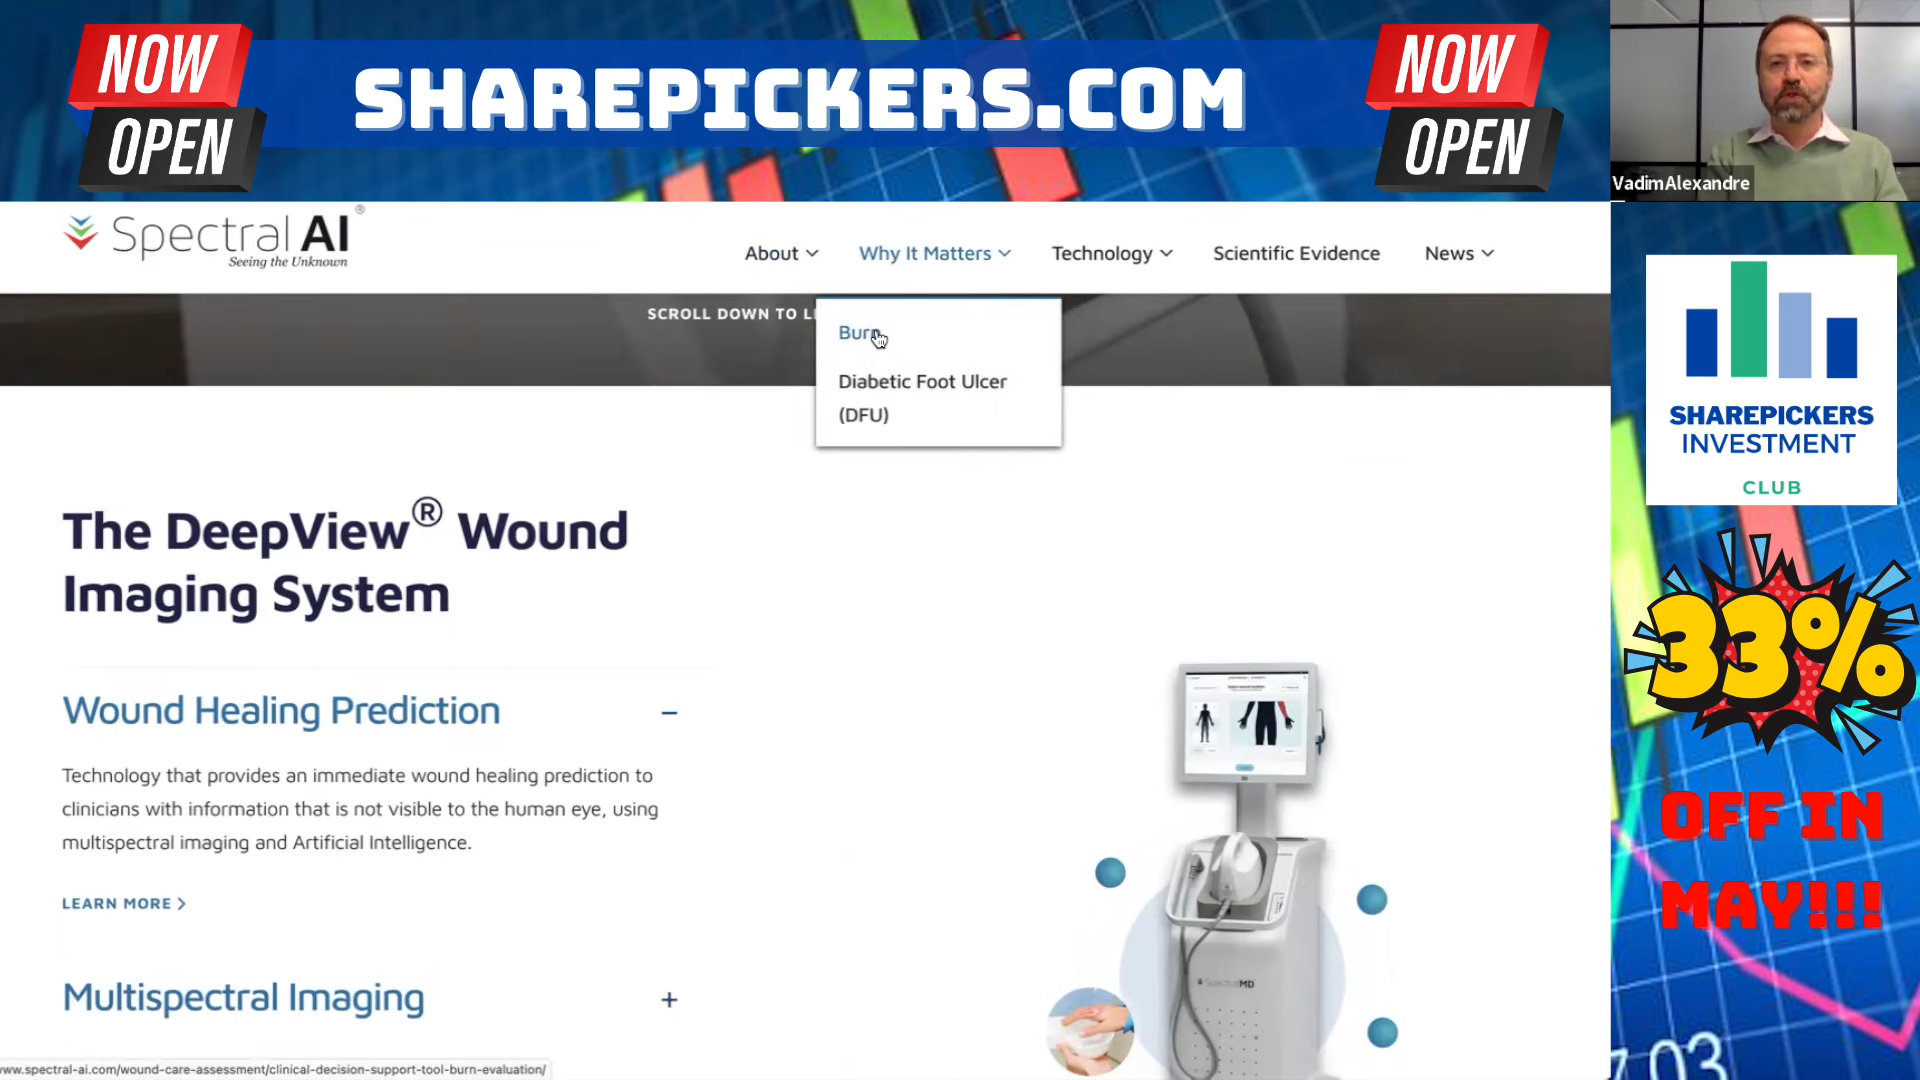 NOW
OPEN
SHAREPICKERS.COM
NOW
OPEN
VadimAlexandre
Spectral AI®
Seeing the Unknown
About
Why It Matters
Technology
Scientific Evidence
News
SCROLL DOWN TO L
Burn
Diabetic Foot Ulcer
(DFU)
SHAREPICKERS
INVESTMENT
CLUB
The DeepView® Wound
Imaging System
33%
OFF IN
MAY!!!
Wound Healing Prediction
−
Technology that provides an immediate wound healing prediction to
clinicians with information that is not visible to the human eye, using
multispectral imaging and Artificial Intelligence.
LEARN MORE >
Multispectral Imaging
+
SpectralMD
7.03
www.spectral-ai.com/wound-care-assessment/clinical-decision-support-tool-burn-evaluation/